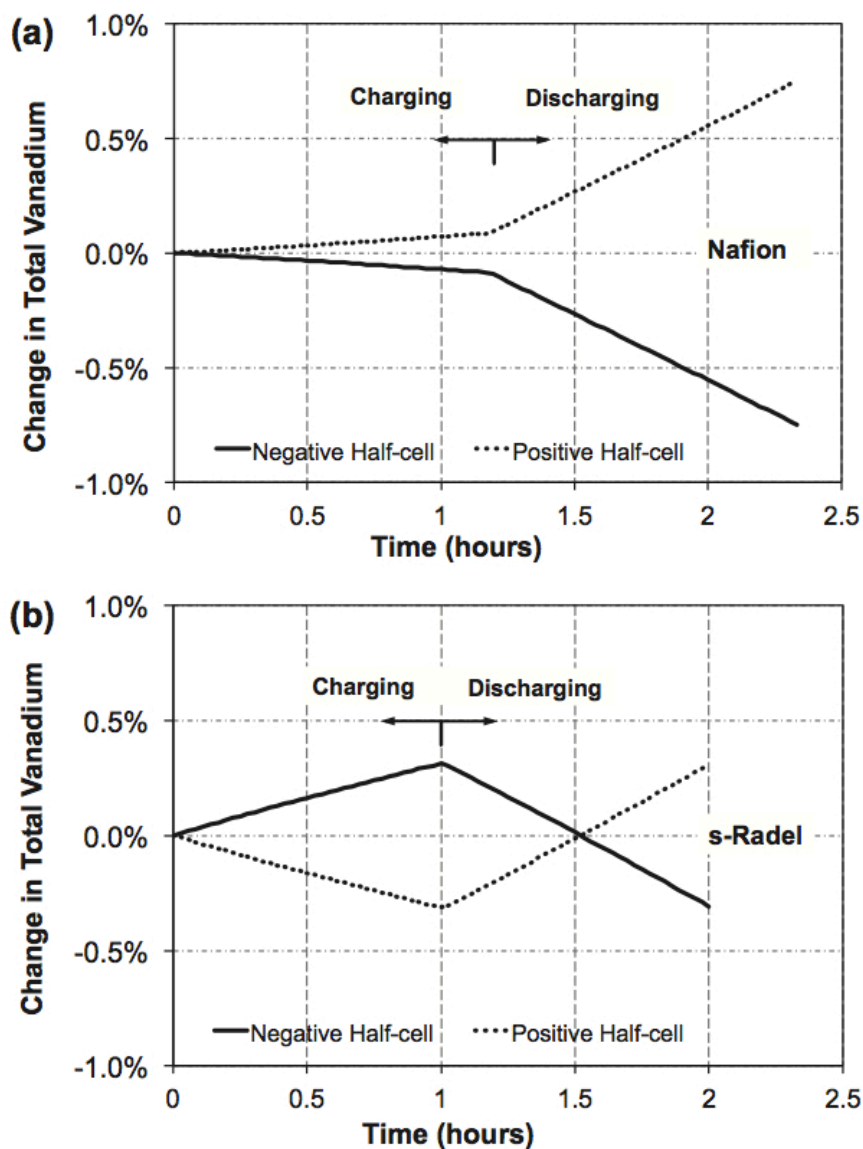 (a)
1.0%
0.5%
0.0%
-0.5%
-1.0%
Change in Total Vanadium
Charging Discharging
Nafion
Negative Half-cell Positive Half-cell
0 0.5 1 1.5 2 2.5
Time (hours)
(b)
1.0%
0.5%
0.0%
-0.5%
-1.0%
Change in Total Vanadium
Charging Discharging
s-Radel
Negative Half-cell Positive Half-cell
0 0.5 1 1.5 2 2.5
Time (hours)